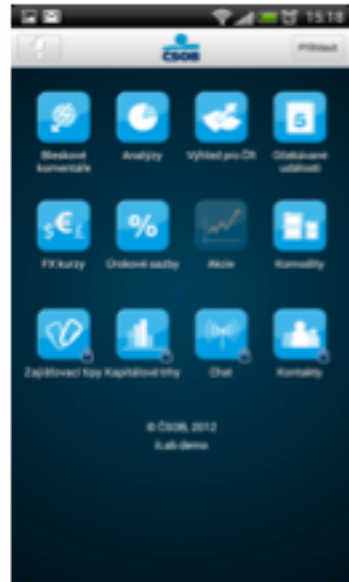 15:18
ČSOB
Přihlásit
Bleskové komentáře
Analýzy
Výhled pro ČR
Očekávané události
5
$ € £
%
FX kurzy
Úrokové sazby
Akcie
Komodity
Zajišťovací tipy
Kapitálové trhy
Chat
Kontakty
© ČSOB, 2012
iLab demo